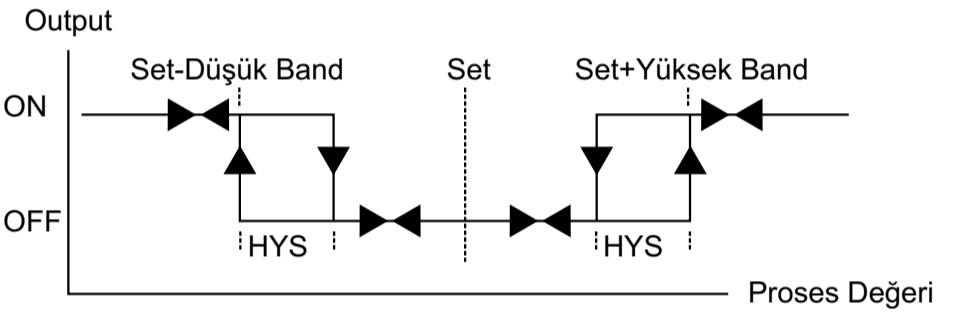 Output
Set-Düşük Band
Set
Set+Yüksek Band
ON
OFF
HYS
HYS
Proses Değeri